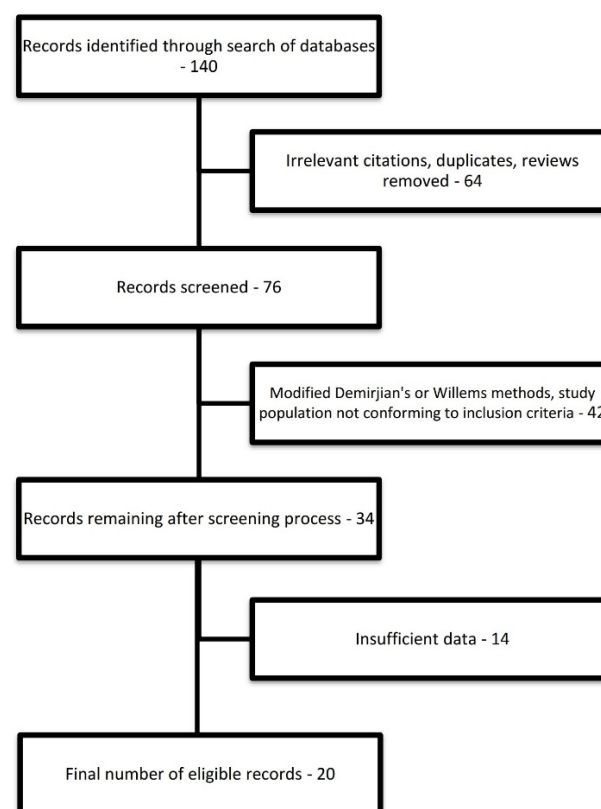 Records identified through search of databases
- 140
Irrelevant citations, duplicates, reviews
removed - 64
Records screened - 76
Modified Demirjian's or Willems methods, study
population not conforming to inclusion criteria - 42
Records remaining after screening process - 34
Insufficient data - 14
Final number of eligible records - 20